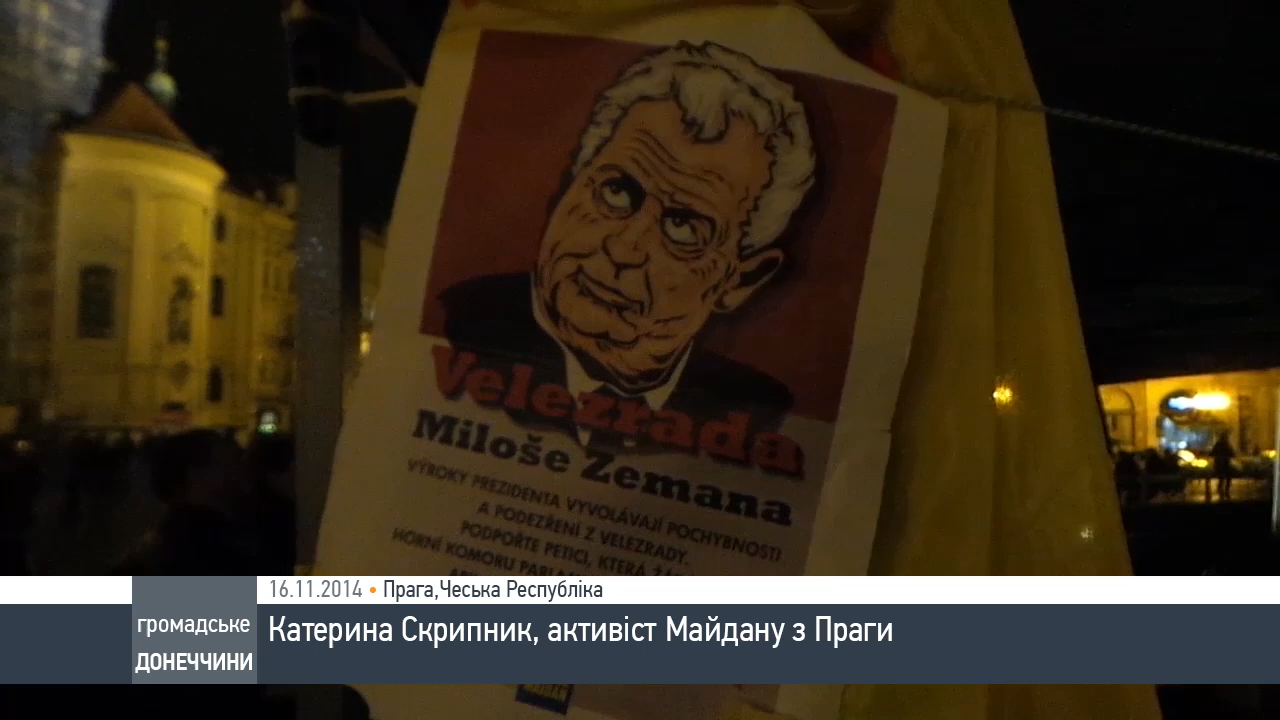 Velezrada
Miloše Zemana
VÝROKY PREZIDENTA VYVOLÁVAJÍ POCHYBNOSTI
A PODEZŘENÍ Z VELEZRADY.
PODPOŘTE PETICI, KTERÁ
HORNÍ KOMORU
16.11.2014 • Прага,Чеська Республіка
громадське
ДОНЕЧЧИНИ
Катерина Скрипник, активіст Майдану з Праги